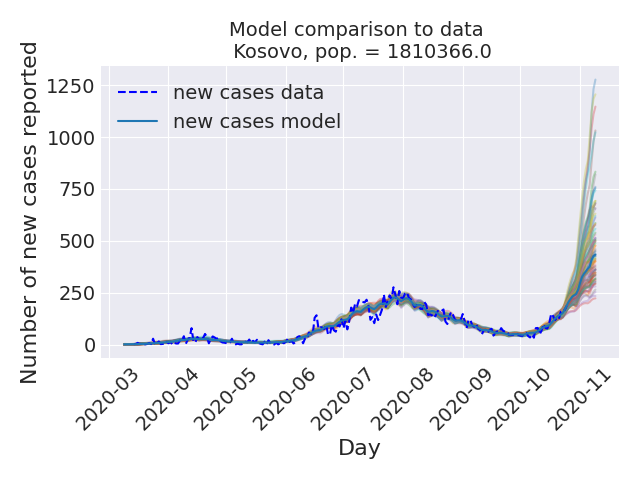 Model comparison to data
Kosovo, pop. = 1810366.0
Number of new cases reported
1250
1000
750
500
250
0
new cases data
new cases model
2020-03
2020-04
2020-05
2020-06
2020-07
2020-08
2020-09
2020-10
2020-11
Day